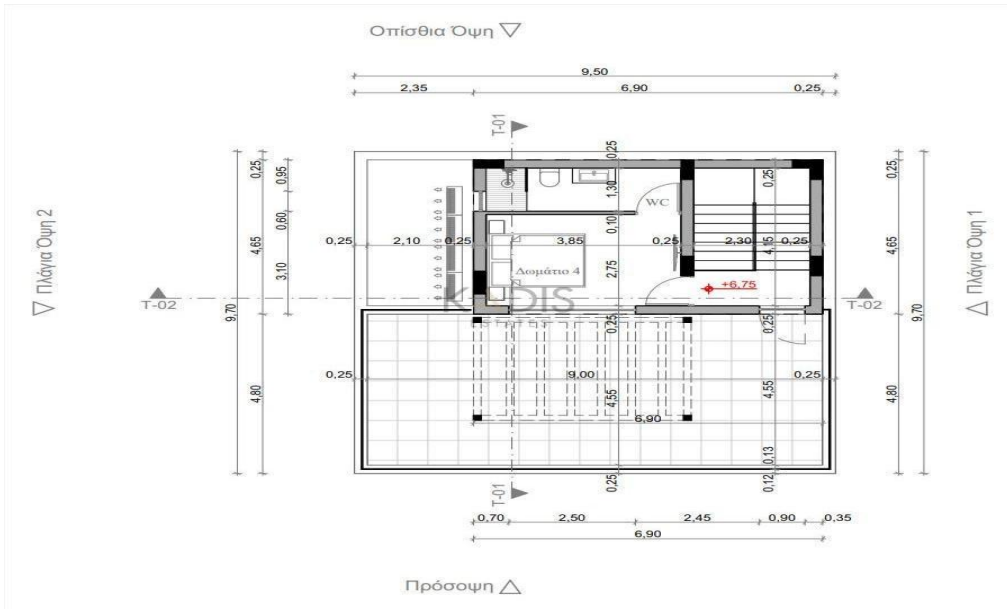 Οπίσθια Όψη
9,50
2,35 6,90 0,25
T-01
0,25
0,25 0,95 0,25 0,25 0,25
1,30
WC
0,60 0,10
Πλάγια Όψη 2
9,70 4,65 0,25 2,10 0,25 3,85 0,25 2,30 4,15 0,25 4,65 9,70
Πλάγια Όψη 1
3,10 2,75
Δωμάτιο 4
+6,75
T-02 T-02
KADIS
ESTATES
0,25 0,25
0,25 9,00 0,25
4,80 4,55 4,55 4,80
6,90
0,13
0,25 0,12
T-01
0,70 2,50 2,45 0,90 0,35
6,90
Πρόσοψη